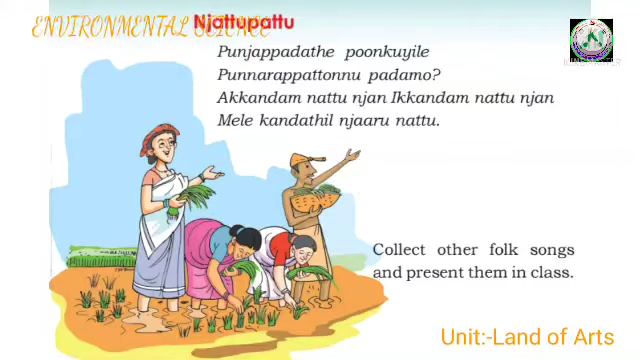 ENVIRONMENTAL SCIENCE
Njattupattu
Punjappadathe poonkuyile
Punnarappattonnu padamo?
Akkandam nattu njan Ikkandam nattu njan
Mele kandathil njaaru nattu.
Collect other folk songs
and present them in class.
Unit:-Land of Arts